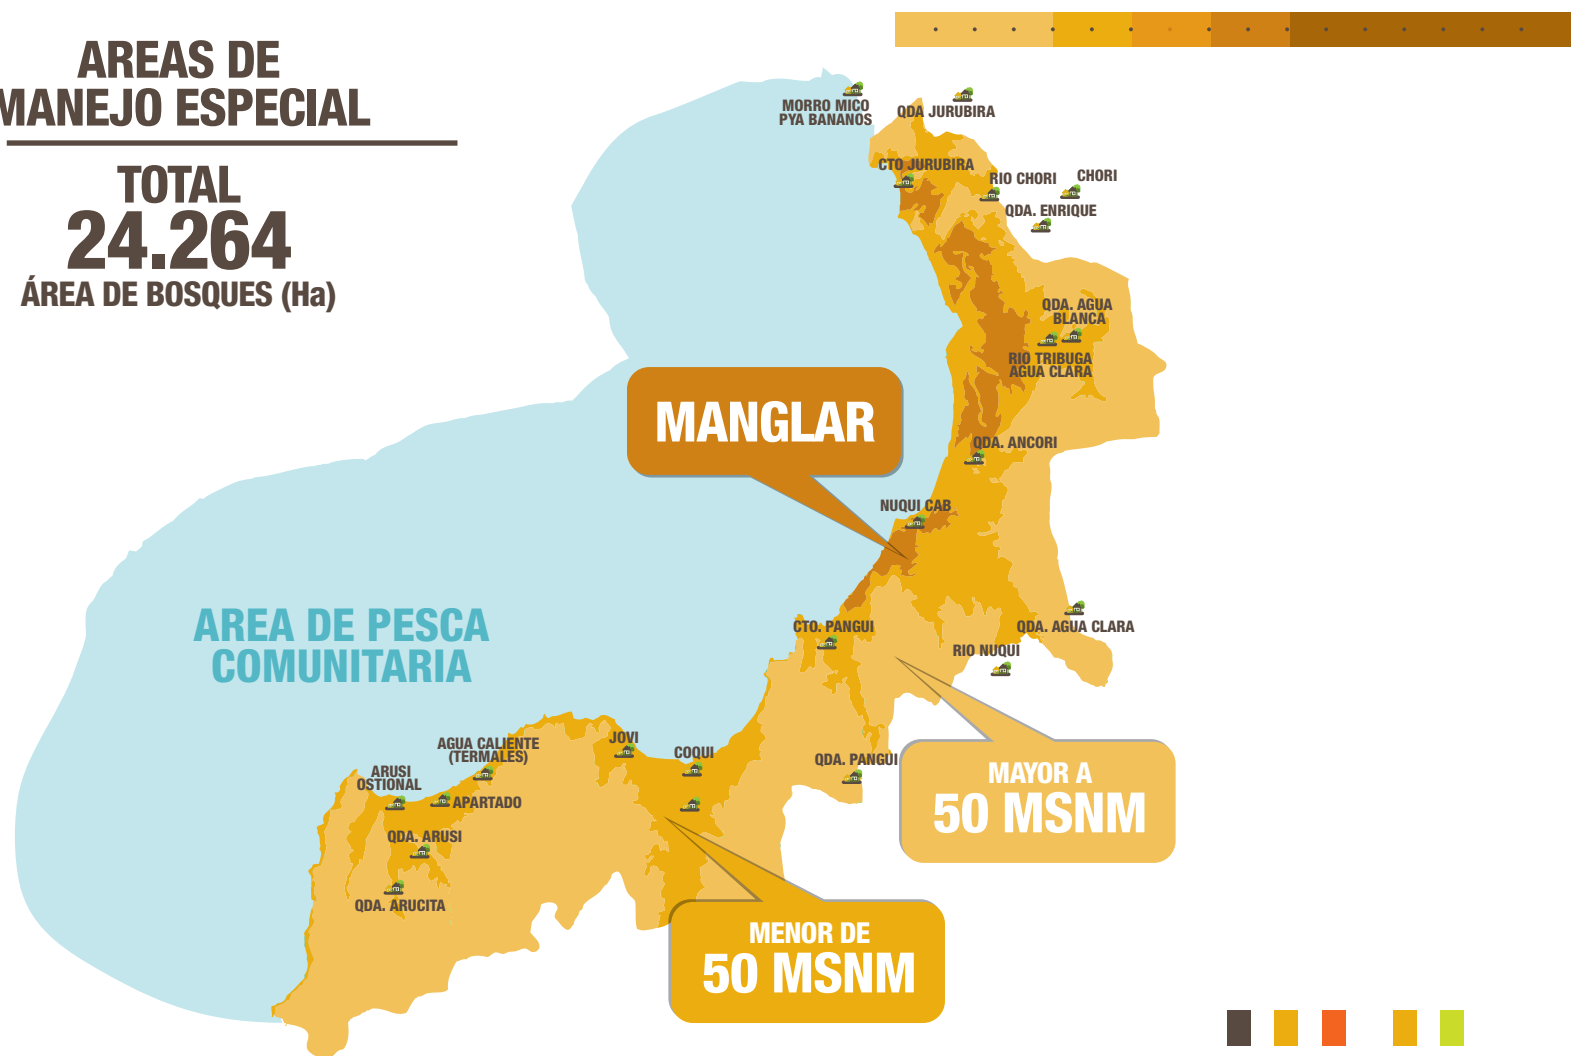 AREAS DE
MANEJO ESPECIAL
TOTAL
24.264
ÁREA DE BOSQUES (Ha)
MORRO MICO
PYA BANANOS
QDA JURUBIRA
CTO JURUBIRA
RIO CHORI
CHORI
QDA. ENRIQUE
QDA. AGUA
BLANCA
RIO TRIBUGA
AGUA CLARA
MANGLAR
QDA. ANCORI
NUQUI CAB
AREA DE PESCA
COMUNITARIA
CTO. PANGUI
QDA. AGUA CLARA
RIO NUQUI
AGUA CALIENTE
(TERMALES)
JOVI
COQUI
QDA. PANGUI
ARUSI
OSTIONAL
APARTADO
MAYOR A
50 MSNM
QDA. ARUSI
QDA. ARUCITA
MENOR DE
50 MSNM